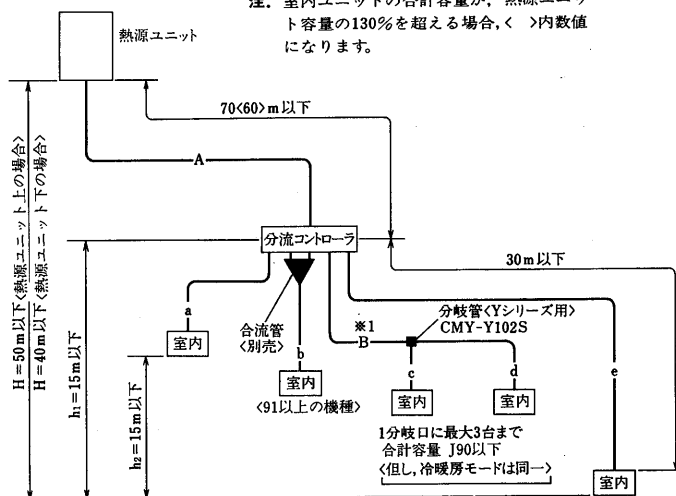 注．室内ユニットの合計容量が，熱源ユニッ
ト容量の130%を超える場合，< >内数値
になります。
熱源ユニット
70<60>m以下
A
H=50m以下<熱源ユニット上の場合>
H=40m以下<熱源ユニット下の場合>
分流コントローラ
30m以下
h₁=15m以下
a
合流管
<別売>
※1
B
分岐管<Yシリーズ用>
CMY-Y102S
室内
b
c
d
e
h₂=15m以下
室内
<91以上の機種>
室内
室内
1分岐口に最大3台まで
合計容量 J90以下
<但し,冷暖房モードは同一>
室内